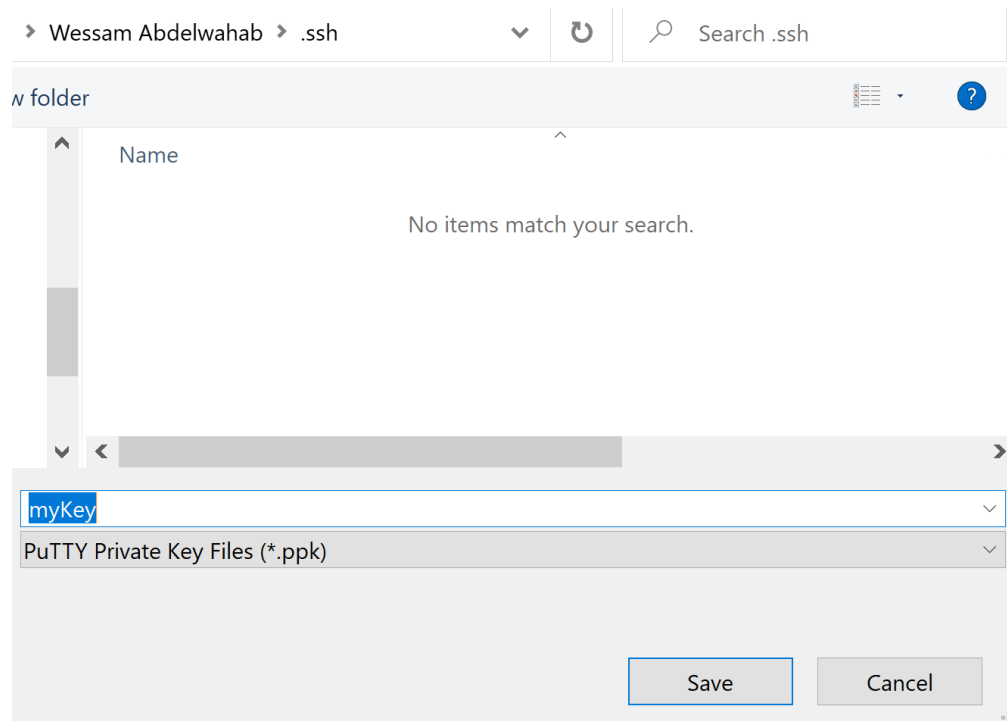 Wessam Abdelwahab .ssh Search .ssh
w folder ?
Name
No items match your search.
myKey
PuTTY Private Key Files (*.ppk)
Save Cancel